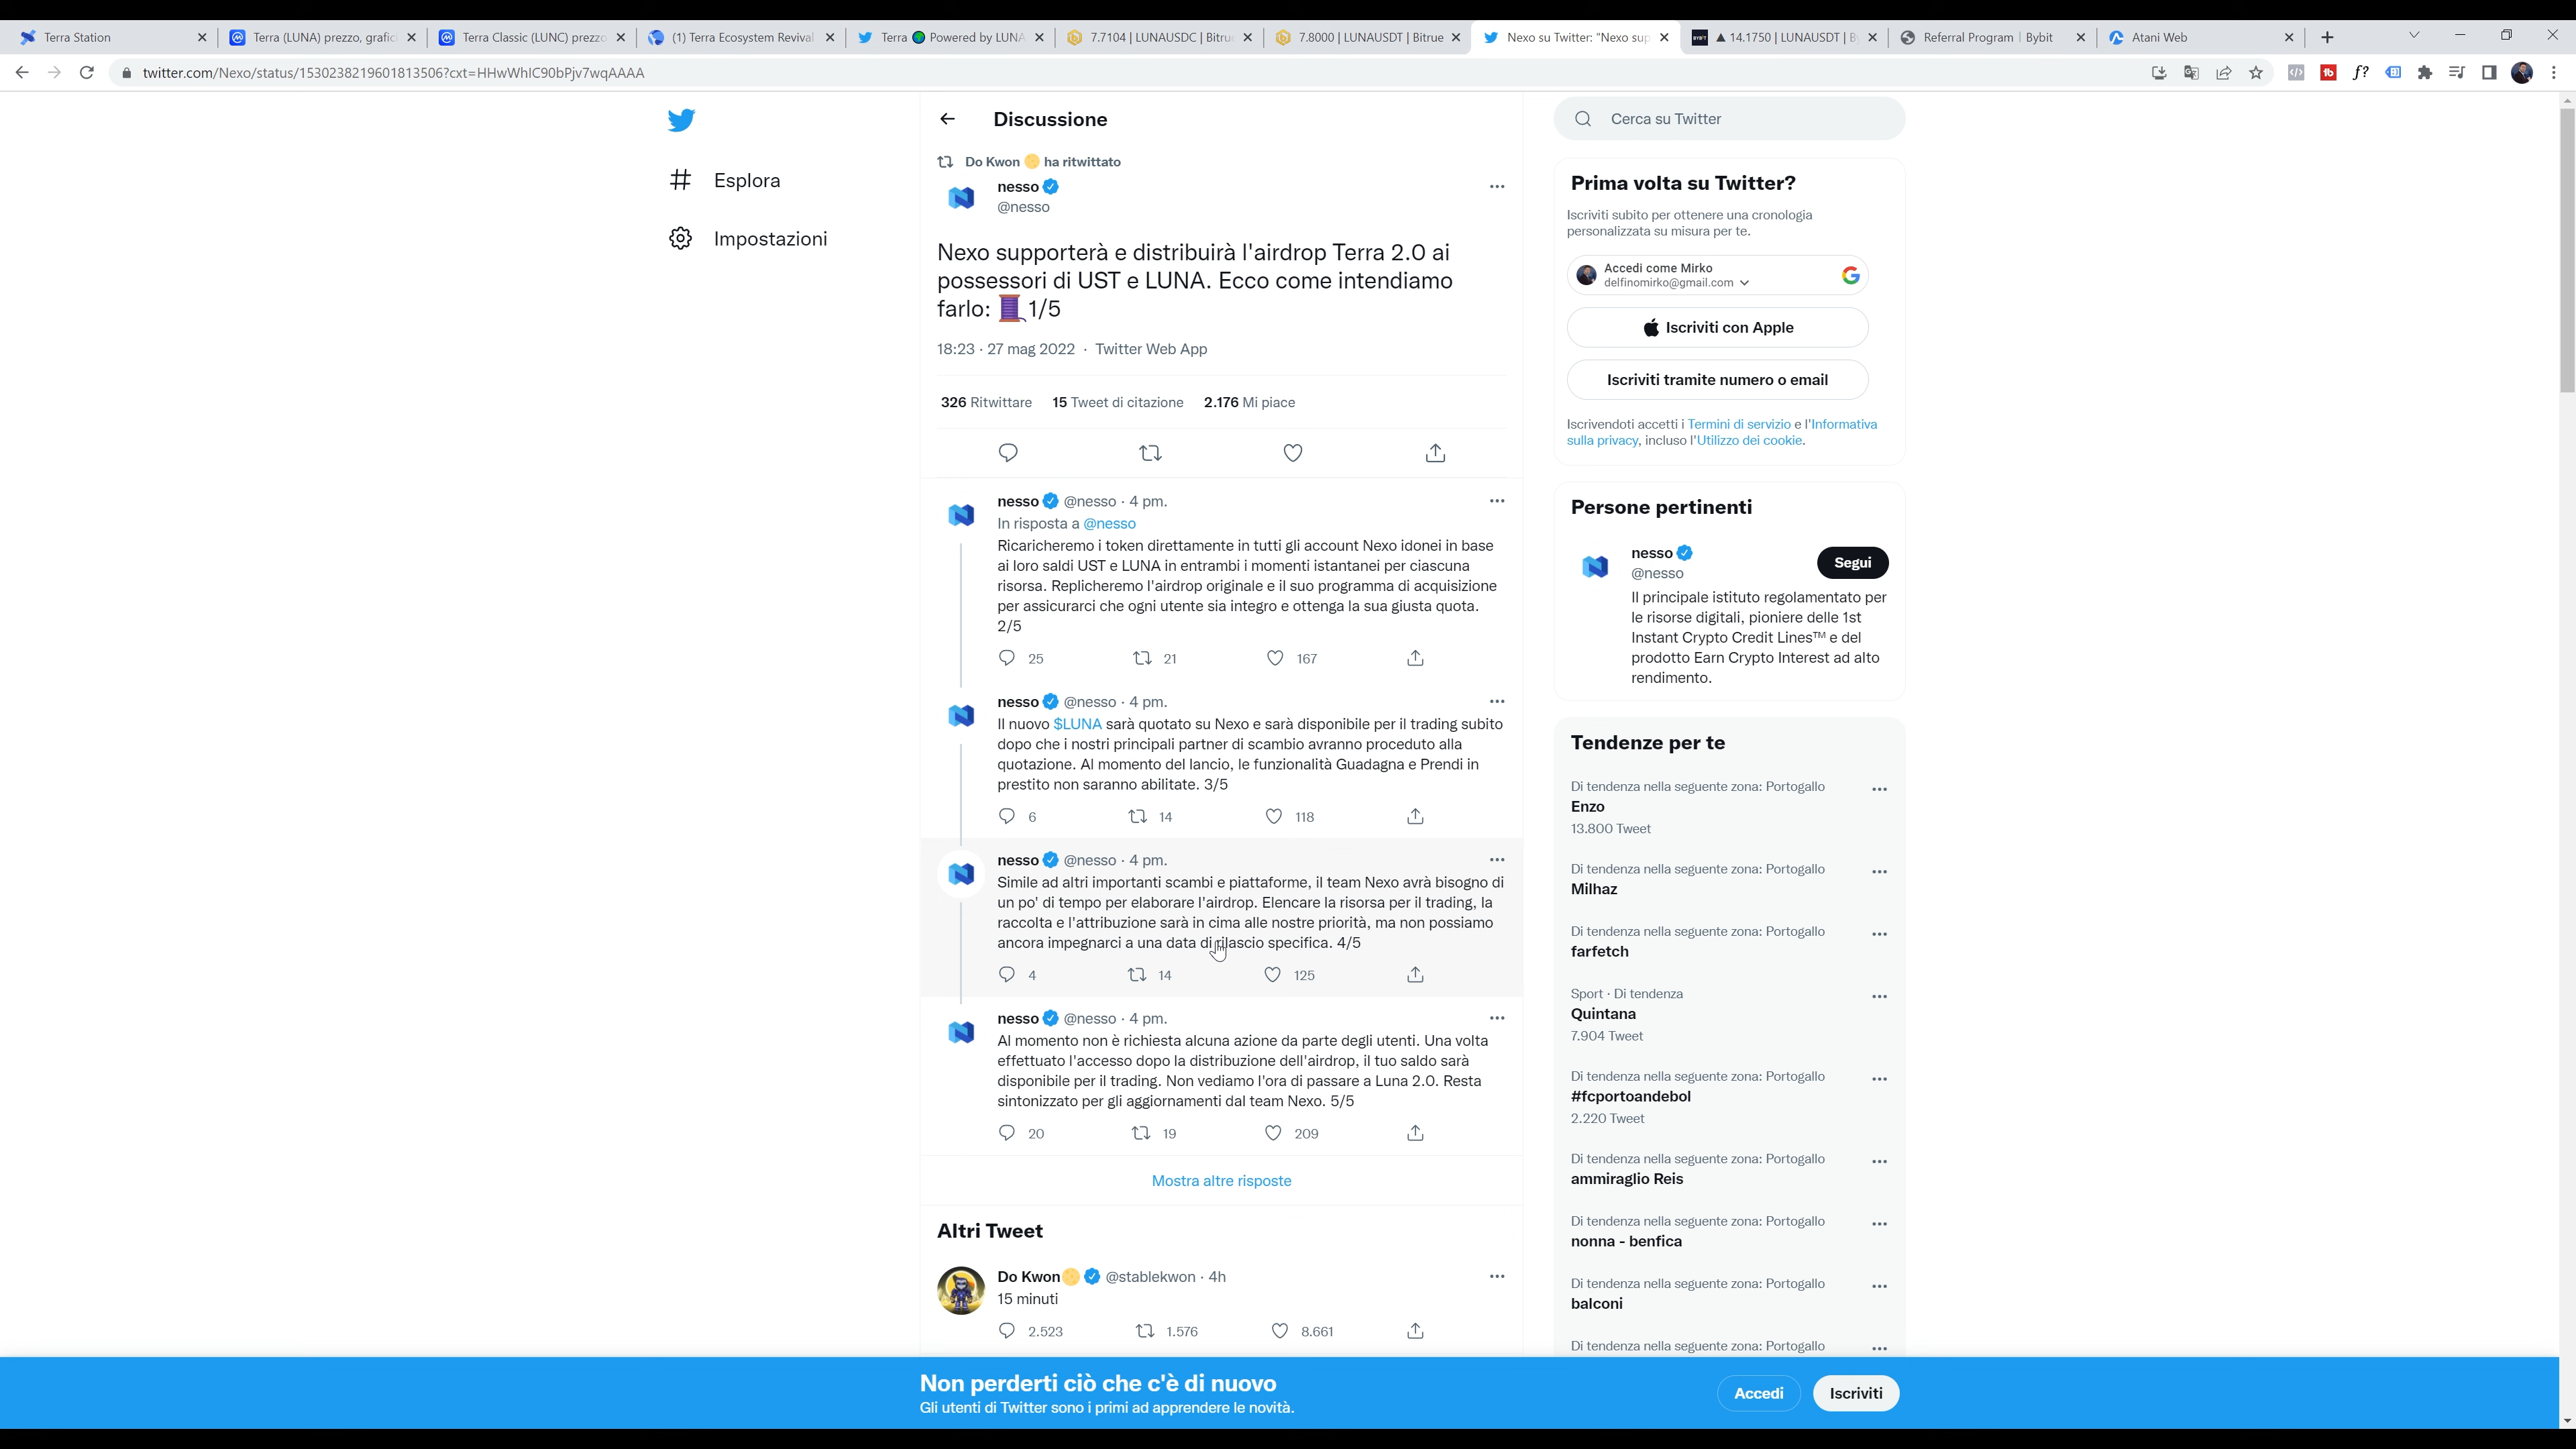 Terra Station
Terra (LUNA) prezzo, grafici
Terra Classic (LUNC) prezzo
(1) Terra Ecosystem Revival
Terra Powered by LUNA
7.7104 | LUNAUSDC | Bitrue
7.8000 | LUNAUSDT | Bitrue
Nexo su Twitter: "Nexo sup
▲ 14.1750 | LUNAUSDT | By
Referral Program | Bybit
Atani Web
twitter.com/Nexo/status/1530238219601813506?cxt=HHwWhIC90bPjv7wqAAAA
Esplora
Impostazioni
Discussione
Do Kwon ha ritwittato
nesso
@nesso
Nexo supporterà e distribuirà l'airdrop Terra 2.0 ai
possessori di UST e LUNA. Ecco come intendiamo
farlo: 1/5
18:23 · 27 mag 2022 · Twitter Web App
326 Ritwittare 15 Tweet di citazione 2.176 Mi piace
nesso @nesso · 4 pm.
In risposta a @nesso
Ricaricheremo i token direttamente in tutti gli account Nexo idonei in base
ai loro saldi UST e LUNA in entrambi i momenti istantanei per ciascuna
risorsa. Replicheremo l'airdrop originale e il suo programma di acquisizione
per assicurarci che ogni utente sia integro e ottenga la sua giusta quota.
2/5
25 21 167
nesso @nesso · 4 pm.
Il nuovo $LUNA sarà quotato su Nexo e sarà disponibile per il trading subito
dopo che i nostri principali partner di scambio avranno proceduto alla
quotazione. Al momento del lancio, le funzionalità Guadagna e Prendi in
prestito non saranno abilitate. 3/5
6 14 118
nesso @nesso · 4 pm.
Simile ad altri importanti scambi e piattaforme, il team Nexo avrà bisogno di
un po' di tempo per elaborare l'airdrop. Elencare la risorsa per il trading, la
raccolta e l'attribuzione sarà in cima alle nostre priorità, ma non possiamo
ancora impegnarci a una data di rilascio specifica. 4/5
4 14 125
nesso @nesso · 4 pm.
Al momento non è richiesta alcuna azione da parte degli utenti. Una volta
effettuato l'accesso dopo la distribuzione dell'airdrop, il tuo saldo sarà
disponibile per il trading. Non vediamo l'ora di passare a Luna 2.0. Resta
sintonizzato per gli aggiornamenti dal team Nexo. 5/5
20 19 209
Mostra altre risposte
Altri Tweet
Do Kwon @stablekwon · 4h
15 minuti
2.523 1.576 8.661
Cerca su Twitter
Prima volta su Twitter?
Iscriviti subito per ottenere una cronologia
personalizzata su misura per te.
Accedi come Mirko
delfinomirko@gmail.com
Iscriviti con Apple
Iscriviti tramite numero o email
Iscrivendoti accetti i Termini di servizio e l'Informativa
sulla privacy, incluso l'Utilizzo dei cookie.
Persone pertinenti
nesso
@nesso
Segui
Il principale istituto regolamentato per
le risorse digitali, pioniere delle 1st
Instant Crypto Credit Lines™ e del
prodotto Earn Crypto Interest ad alto
rendimento.
Tendenze per te
Di tendenza nella seguente zona: Portogallo
Enzo
13.800 Tweet
Di tendenza nella seguente zona: Portogallo
Milhaz
Di tendenza nella seguente zona: Portogallo
farfetch
Sport · Di tendenza
Quintana
7.904 Tweet
Di tendenza nella seguente zona: Portogallo
#fcportoandebol
2.220 Tweet
Di tendenza nella seguente zona: Portogallo
ammiraglio Reis
Di tendenza nella seguente zona: Portogallo
nonna - benfica
Di tendenza nella seguente zona: Portogallo
balconi
Di tendenza nella seguente zona: Portogallo
Non perderti ciò che c'è di nuovo
Gli utenti di Twitter sono i primi ad apprendere le novità.
Accedi
Iscriviti